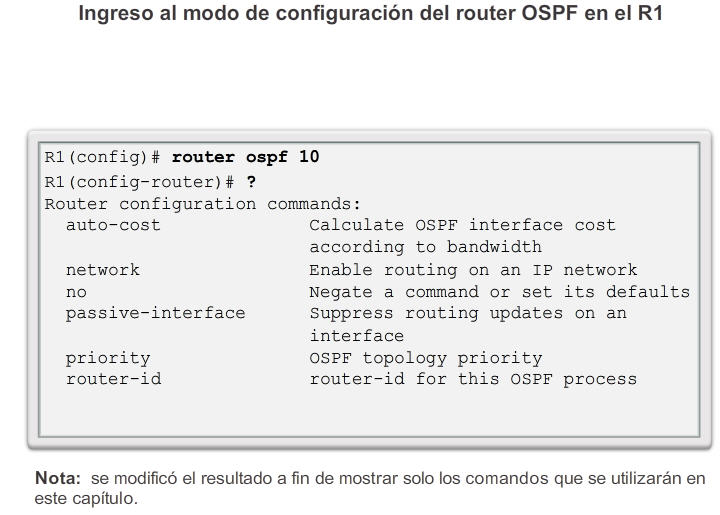 Ingreso al modo de configuración del router OSPF en el R1
R1(config)# router ospf 10
R1(config-router)# ?
Router configuration commands:
auto-cost Calculate OSPF interface cost
according to bandwidth
network Enable routing on an IP network
no Negate a command or set its defaults
passive-interface Suppress routing updates on an
interface
priority OSPF topology priority
router-id router-id for this OSPF process
Nota: se modificó el resultado a fin de mostrar solo los comandos que se utilizarán en
este capítulo.